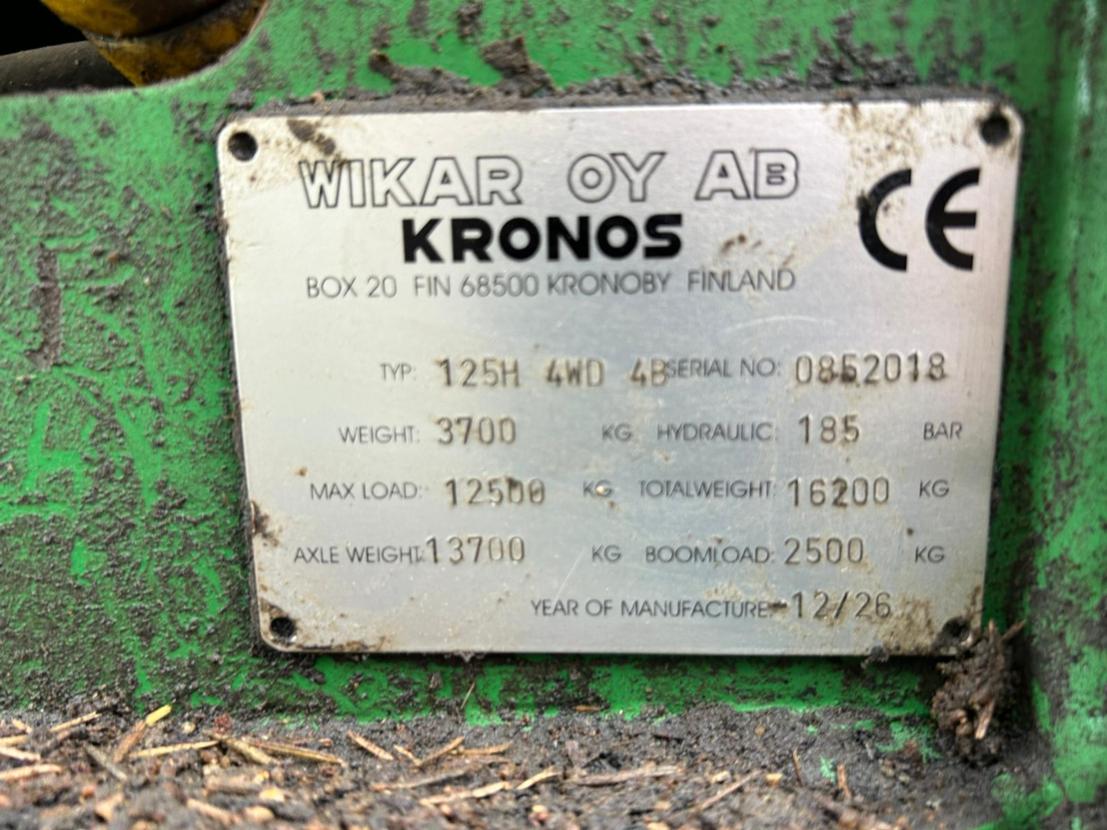 WIKAR OY AB
KRONOS
CE
BOX 20 FIN 68500 KRONOBY FINLAND
TYP: 125H 4WD 4B SERIAL NO: 0852018
WEIGHT: 3700 KG HYDRAULIC: 185 BAR
MAX LOAD: 12500 KG TOTALWEIGHT: 16200 KG
AXLE WEIGHT: 13700 KG BOOMLOAD: 2500 KG
YEAR OF MANUFACTURE: -12/26